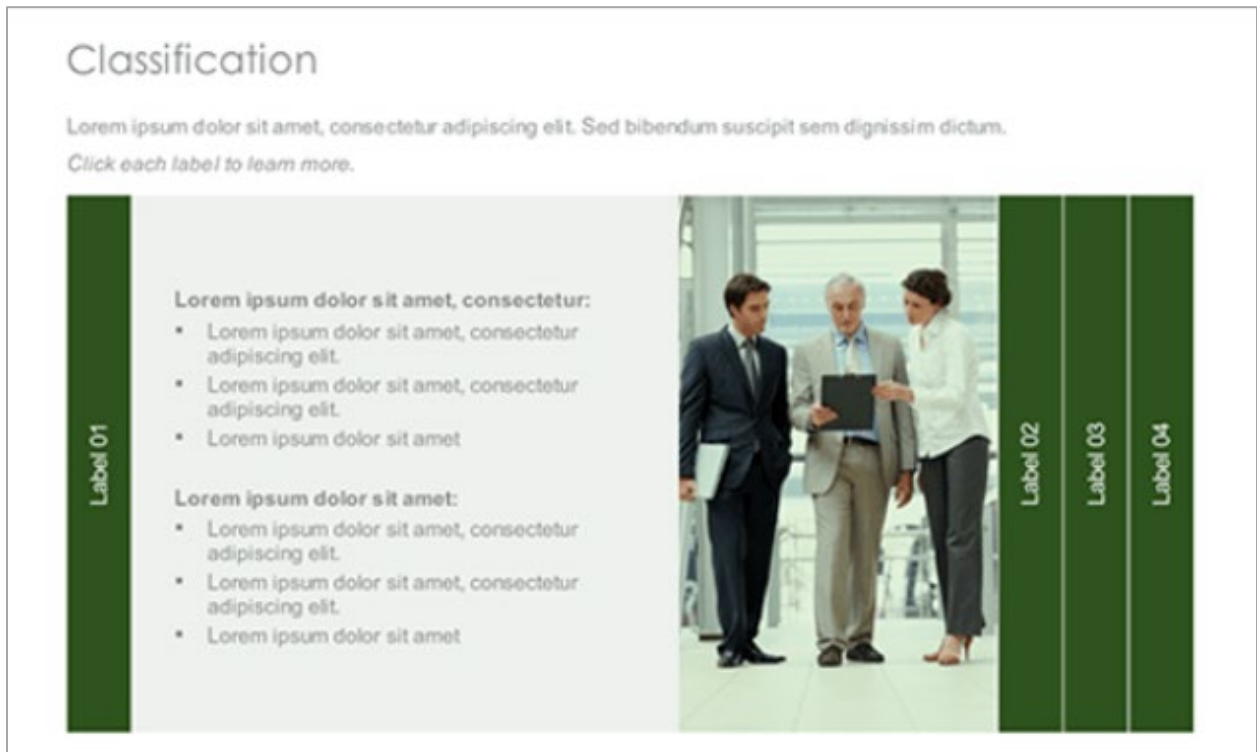 Classification
Lorem ipsum dolor sit amet, consectetur adipiscing elit. Sed bibendum suscipit sem dignissim dictum.
Click each label to learn more.
Label 01
Lorem ipsum dolor sit amet, consectetur:
▪ Lorem ipsum dolor sit amet, consectetur
adipiscing elit.
▪ Lorem ipsum dolor sit amet, consectetur
adipiscing elit.
▪ Lorem ipsum dolor sit amet
Lorem ipsum dolor sit amet:
▪ Lorem ipsum dolor sit amet, consectetur
adipiscing elit.
▪ Lorem ipsum dolor sit amet, consectetur
adipiscing elit.
▪ Lorem ipsum dolor sit amet
Label 02
Label 03
Label 04